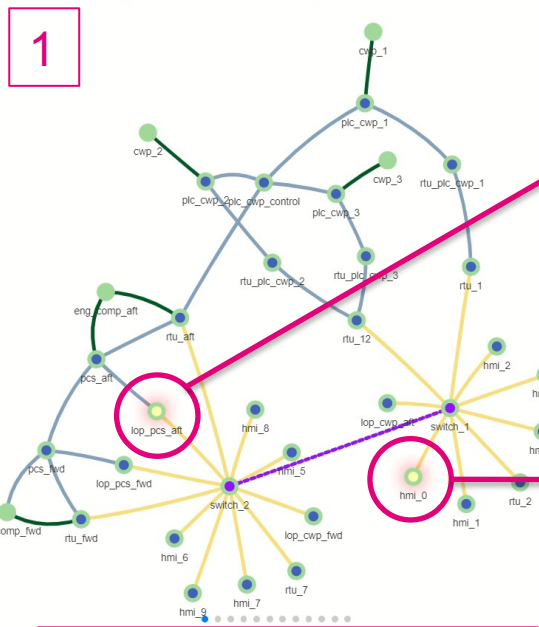 1
cwp_1
plc_cwp_1
cwp_2
cwp_3
rtu_plc_cwp_1
plc_cwp_2
plc_cwp_control
plc_cwp_3
rtu_plc_cwp_2
rtu_plc_cwp_3
rtu_1
eng_comp_aft
rtu_aft
rtu_12
hmi_2
pcs_aft
lop_pcs_aft
hmi_8
lop_cwp_aft
switch_1
pcs_fwd
lop_pcs_fwd
hmi_5
hmi_0
rtu_2
switch_2
hmi_1
comp_fwd
rtu_fwd
lop_cwp_fwd
hmi_6
rtu_7
hmi_7
hmi_9